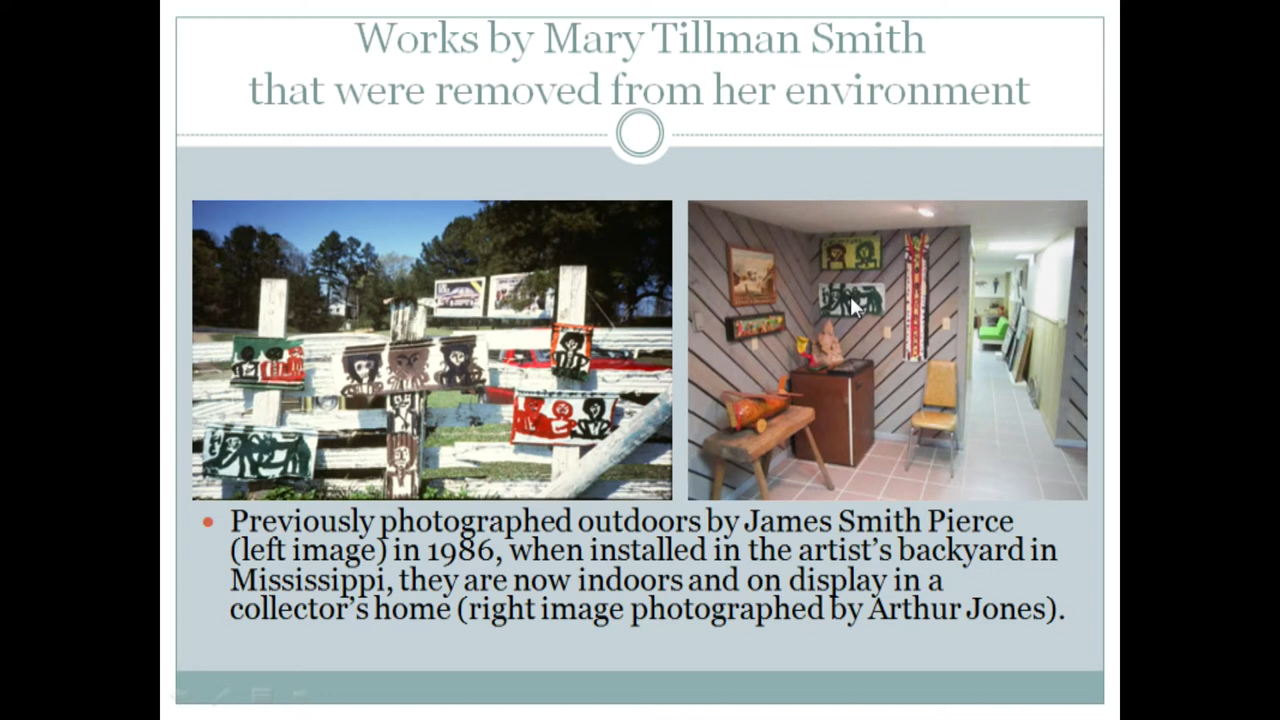 Works by Mary Tillman Smith
that were removed from her environment
• Previously photographed outdoors by James Smith Pierce
(left image) in 1986, when installed in the artist's backyard in
Mississippi, they are now indoors and on display in a
collector's home (right image photographed by Arthur Jones).